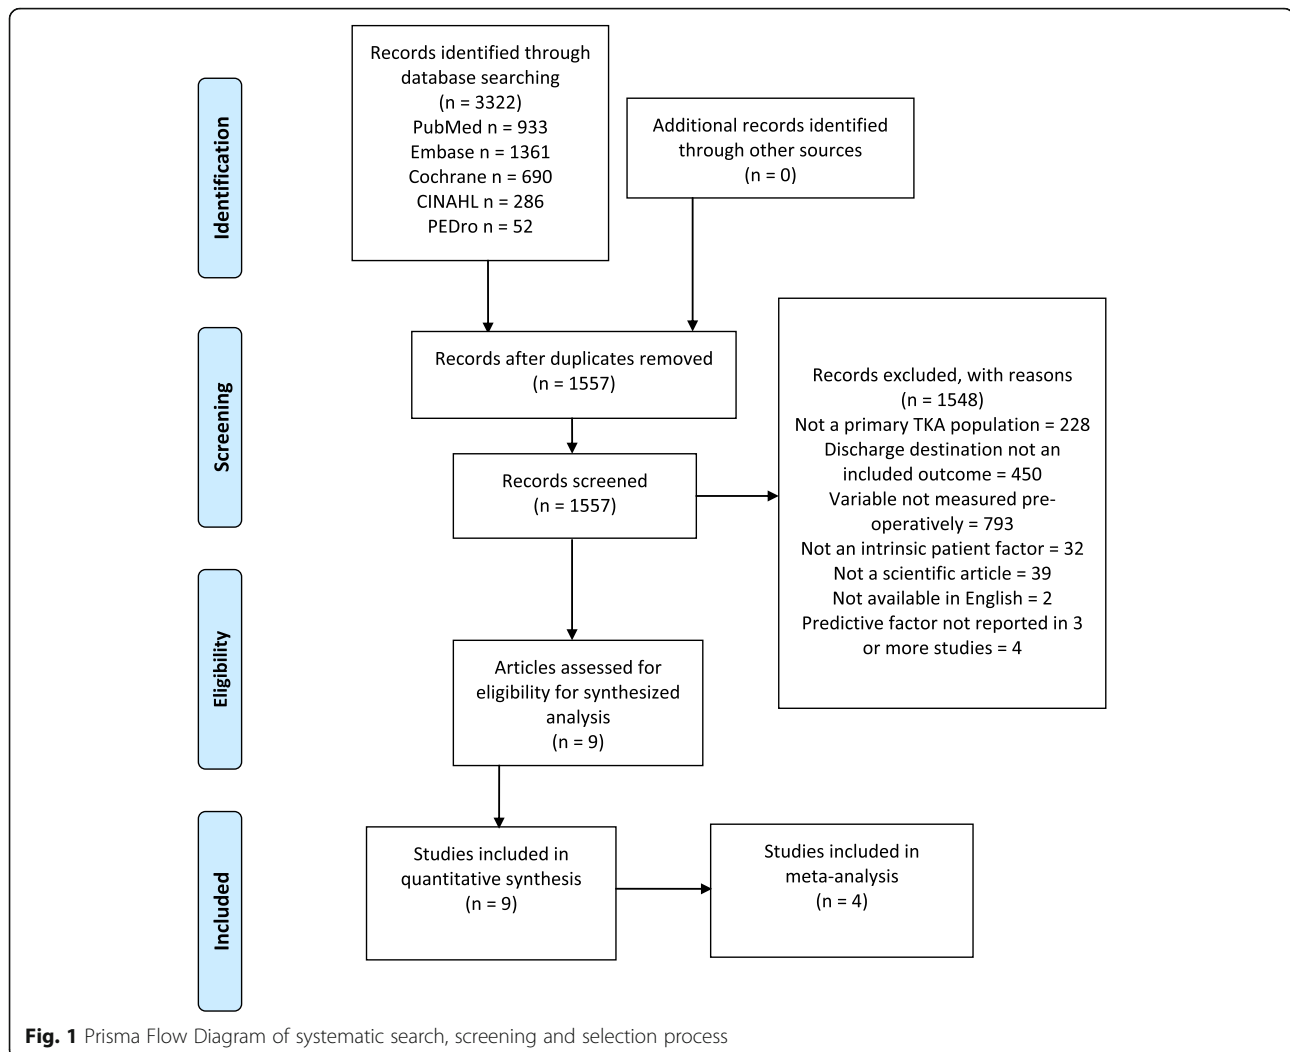 Records identified through
database searching
(n = 3322)
PubMed n = 933
Embase n = 1361
Cochrane n = 690
CINAHL n = 286
PEDro n = 52
Additional records identified
through other sources
(n = 0)
Identification
Records after duplicates removed
(n = 1557)
Screening
Records screened
(n = 1557)
Records excluded, with reasons
(n = 1548)
Not a primary TKA population = 228
Discharge destination not an
included outcome = 450
Variable not measured pre-
operatively = 793
Not an intrinsic patient factor = 32
Not a scientific article = 39
Not available in English = 2
Predictive factor not reported in 3
or more studies = 4
Eligibility
Articles assessed for
eligibility for synthesized
analysis
(n = 9)
Included
Studies included in
quantitative synthesis
(n = 9)
Studies included in
meta-analysis
(n = 4)
Fig. 1 Prisma Flow Diagram of systematic search, screening and selection process